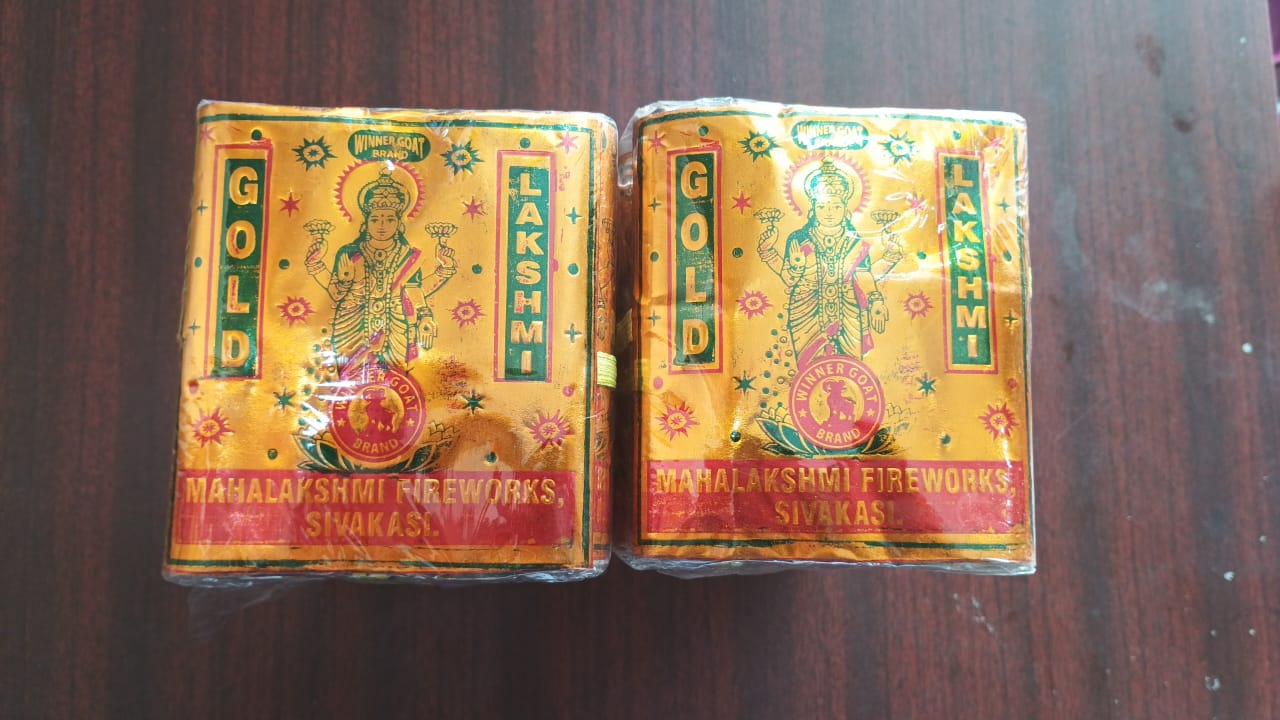 WINNER GOAT
BRAND
GOLD
LAKSHMI
WINNER GOAT
BRAND
MAHALAKSHMI FIREWORKS,
SIVAKASI.
WINNER GOAT
BRAND
GOLD
LAKSHMI
WINNER GOAT
BRAND
MAHALAKSHMI FIREWORKS,
SIVAKASI.